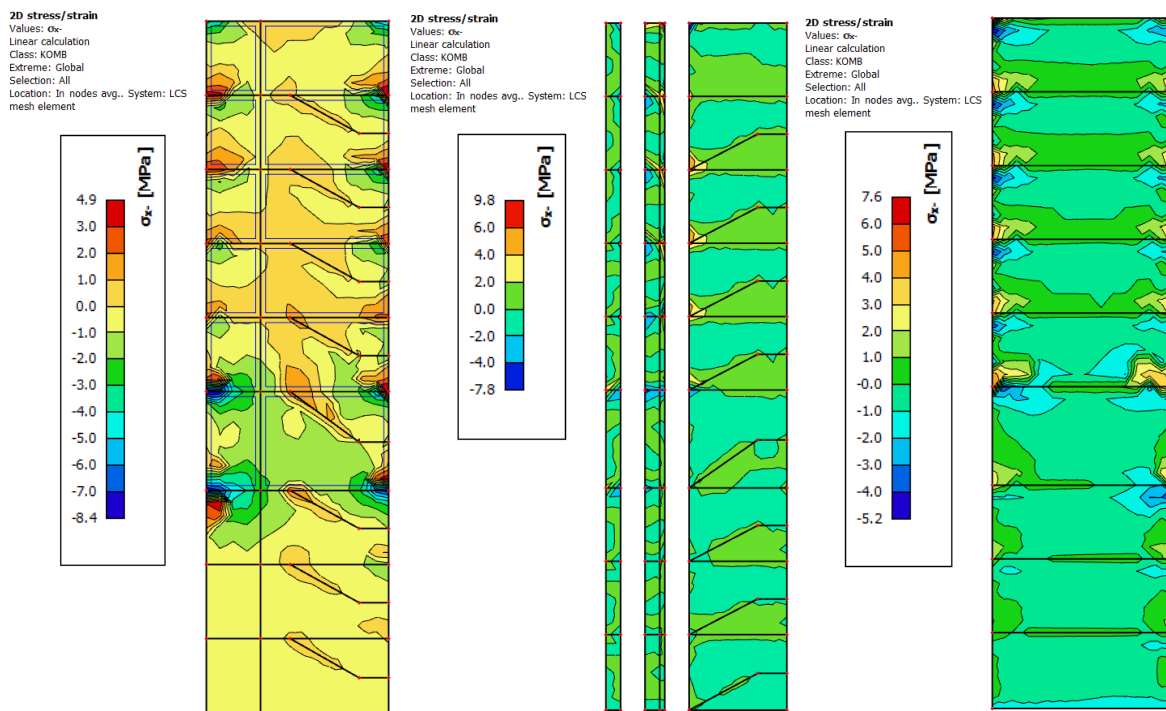 2D stress/strain
Values: σx-
Linear calculation
Class: KOMB
Extreme: Global
Selection: All
Location: In nodes avg.. System: LCS
mesh element
σx- [MPa]
4.9
3.0
2.0
1.0
0.0
-1.0
-2.0
-3.0
-4.0
-5.0
-6.0
-7.0
-8.4
2D stress/strain
Values: σx-
Linear calculation
Class: KOMB
Extreme: Global
Selection: All
Location: In nodes avg.. System: LCS
mesh element
σx- [MPa]
9.8
6.0
4.0
2.0
0.0
-2.0
-4.0
-7.8
2D stress/strain
Values: σx-
Linear calculation
Class: KOMB
Extreme: Global
Selection: All
Location: In nodes avg.. System: LCS
mesh element
σx- [MPa]
7.6
6.0
5.0
4.0
3.0
2.0
1.0
-0.0
-1.0
-2.0
-3.0
-4.0
-5.2